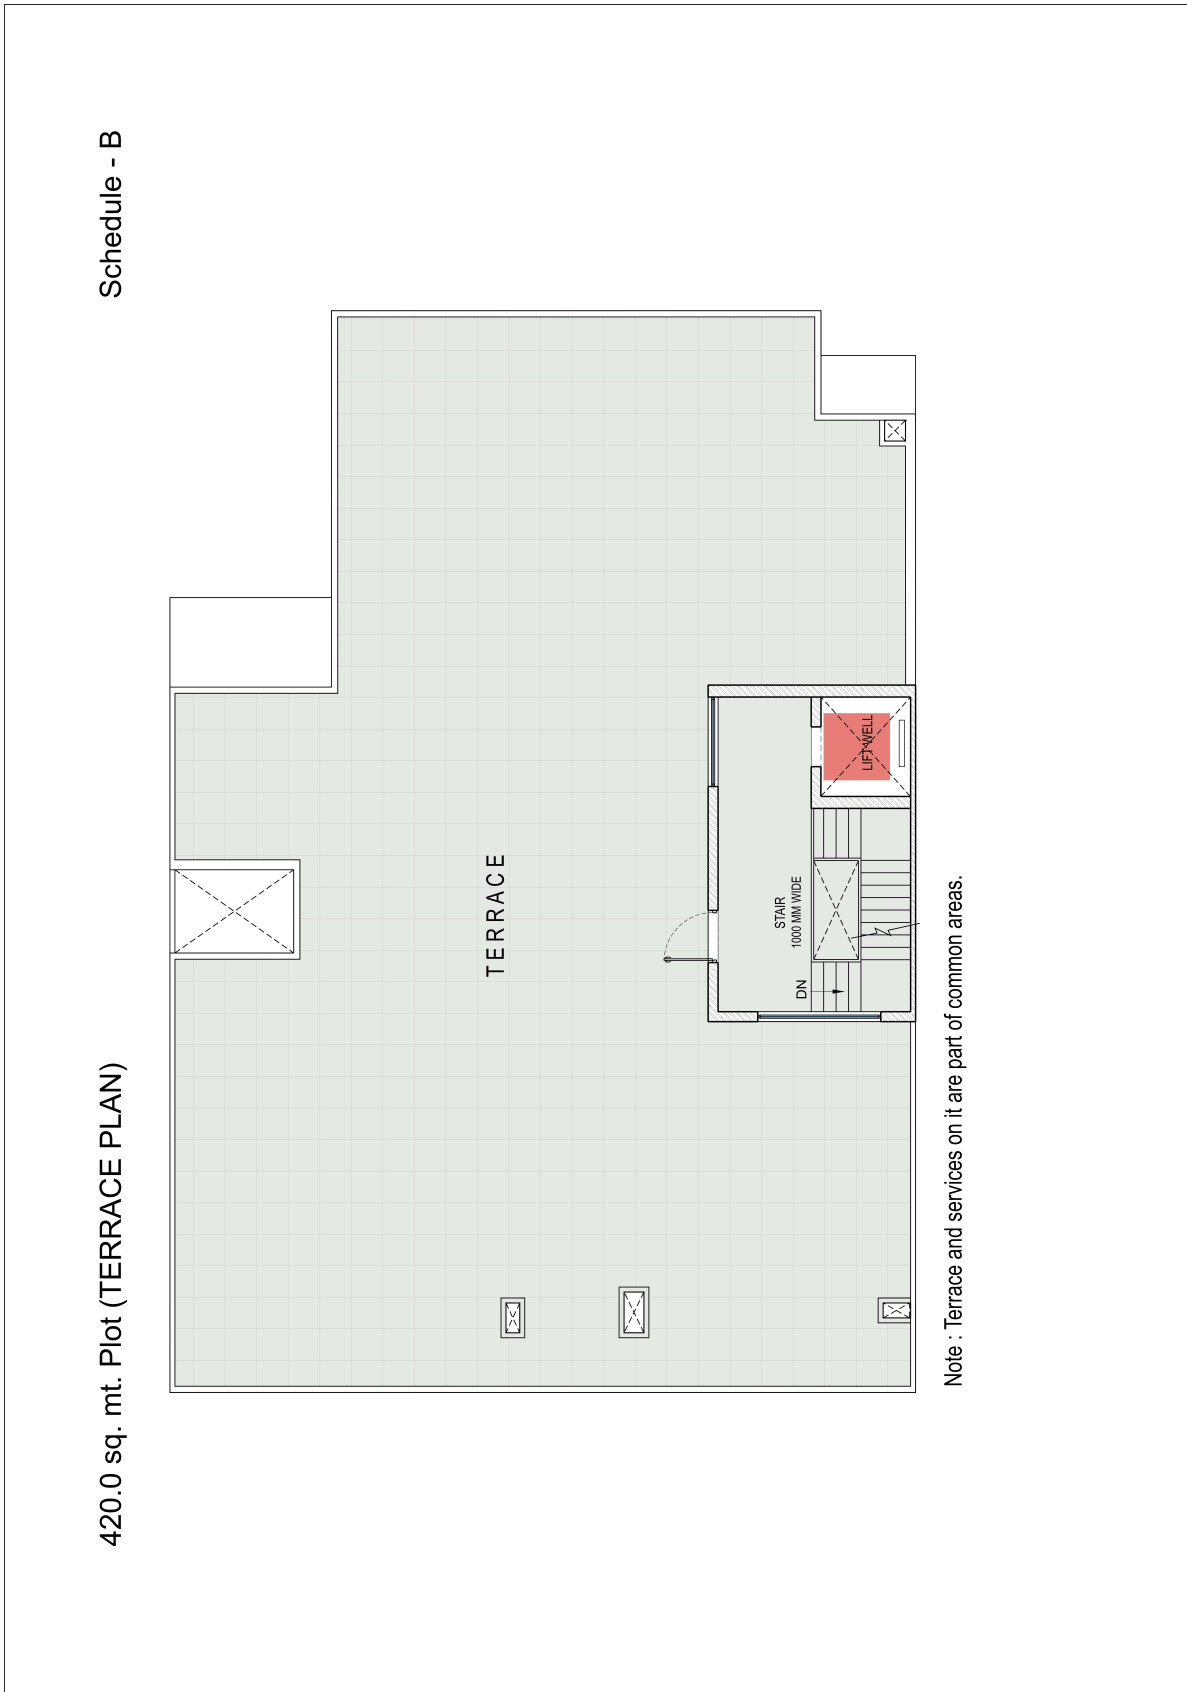 420.0 sq. mt. Plot (TERRACE PLAN)
Schedule - B
TERRACE
STAIR
1000 MM WIDE
DN
LIFT WELL
Note : Terrace and services on it are part of common areas.